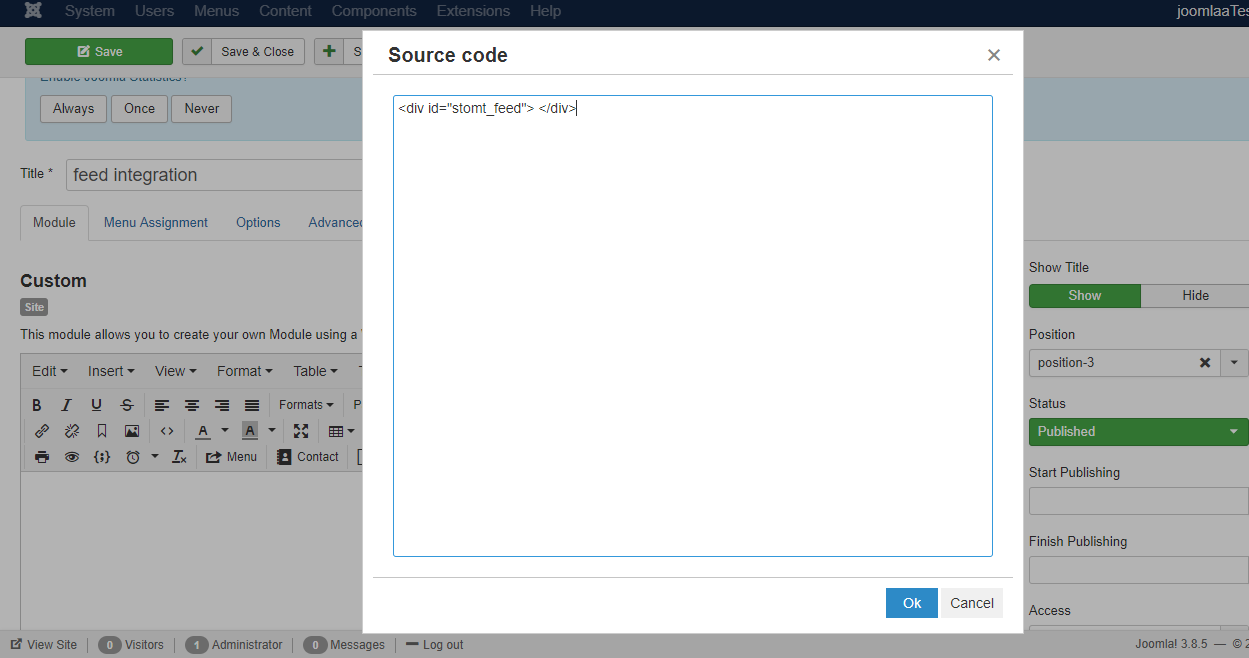 System Users Menus Content Components Extensions Help joomlaaTes
Save Save & Close S
Source code
Enable Joomla Statistics?
Always Once Never
<div id="stomt_feed"> </div>
Title * feed integration
Module Menu Assignment Options Advanced
Custom
Site
This module allows you to create your own Module using a
Edit Insert View Format Table
B I U S Formats P
A A
Menu Contact
Show Title
Show Hide
Position
position-3
Status
Published
Start Publishing
Finish Publishing
Access
Ok Cancel
View Site 0 Visitors 1 Administrator 0 Messages Log out Joomla! 3.8.5 — © 2